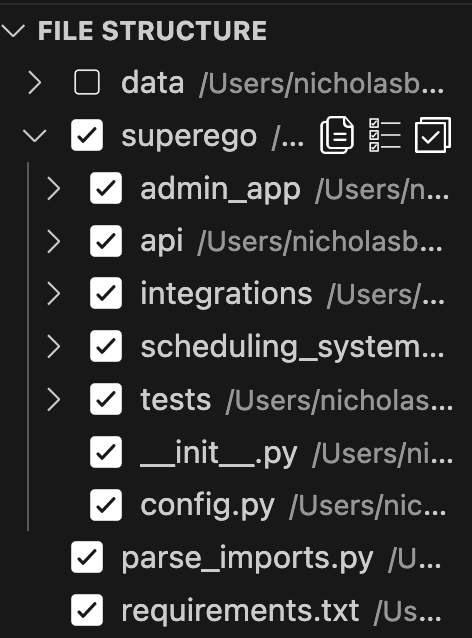 FILE STRUCTURE
data /Users/nicholasb...
superego /...
admin_app /Users/n...
api /Users/nicholasb...
integrations /Users/...
scheduling_system...
tests /Users/nicholas...
__init__.py /Users/ni...
config.py /Users/nic...
parse_imports.py /U...
requirements.txt /Us...